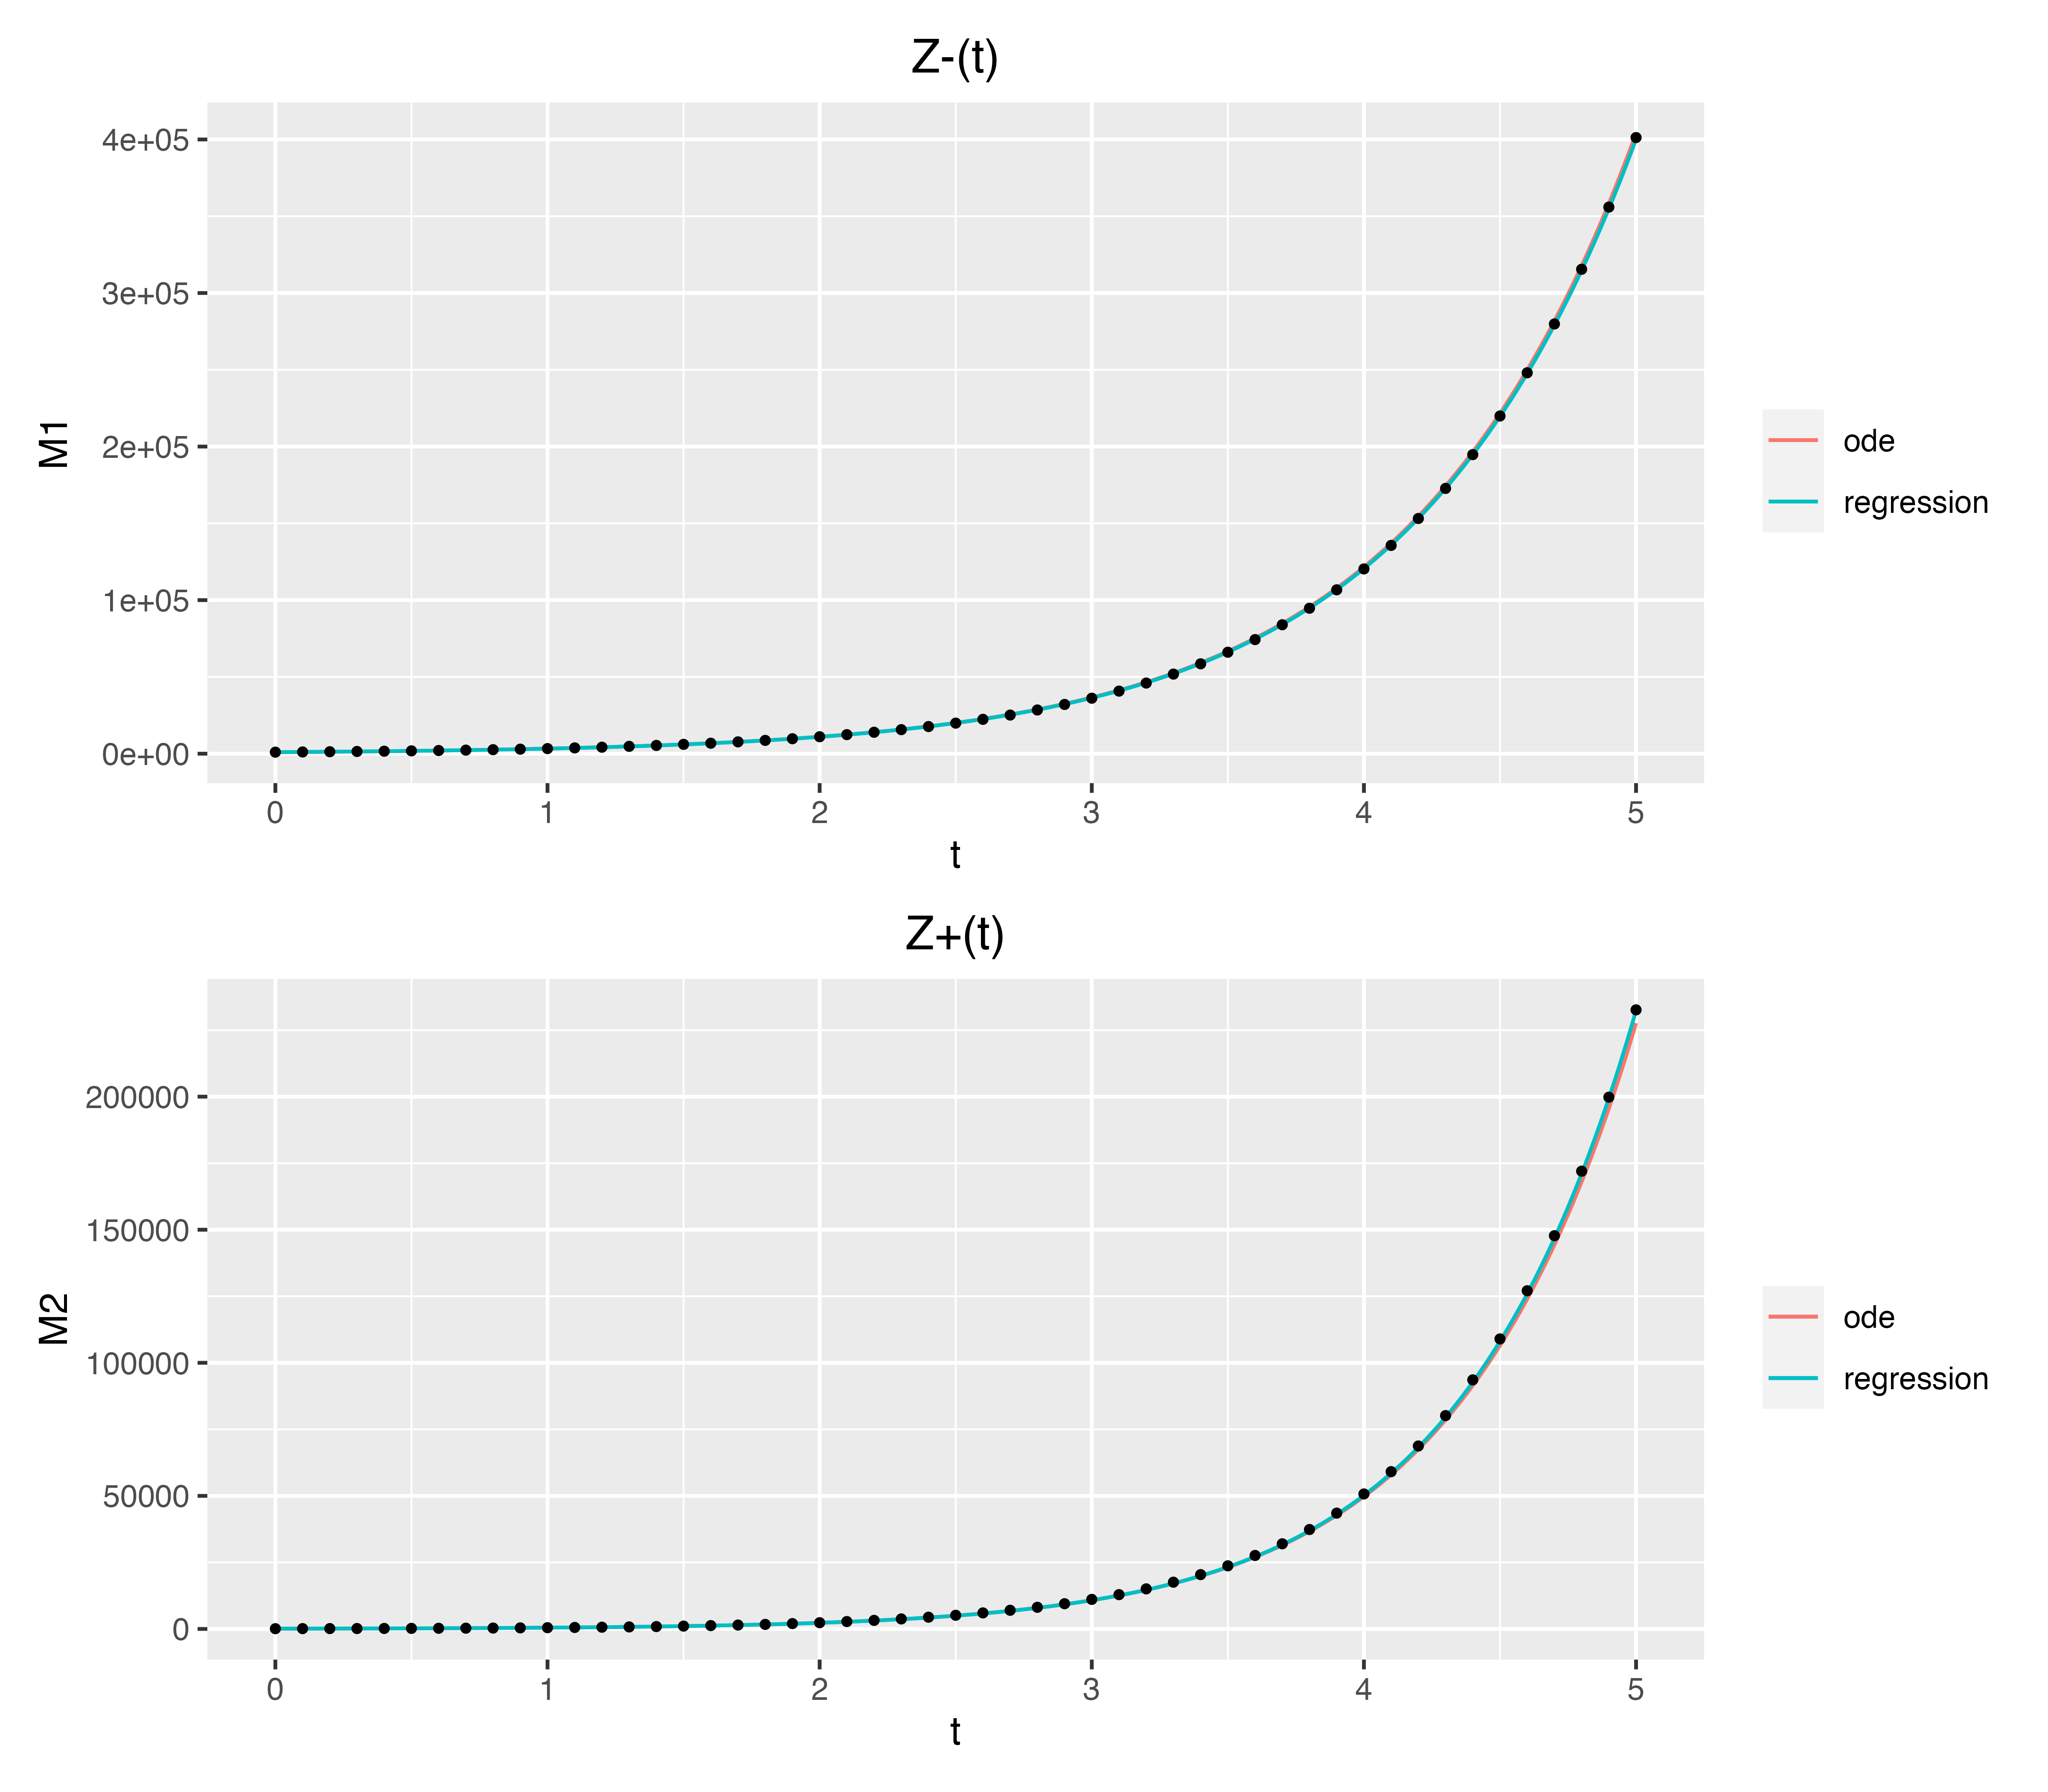 Z-(t)
4e+05
3e+05
2e+05
1e+05
0e+00
M1
0 1 2 3 4 5
t
ode
regression
Z+(t)
200000
150000
100000
50000
0
M2
0 1 2 3 4 5
t
ode
regression